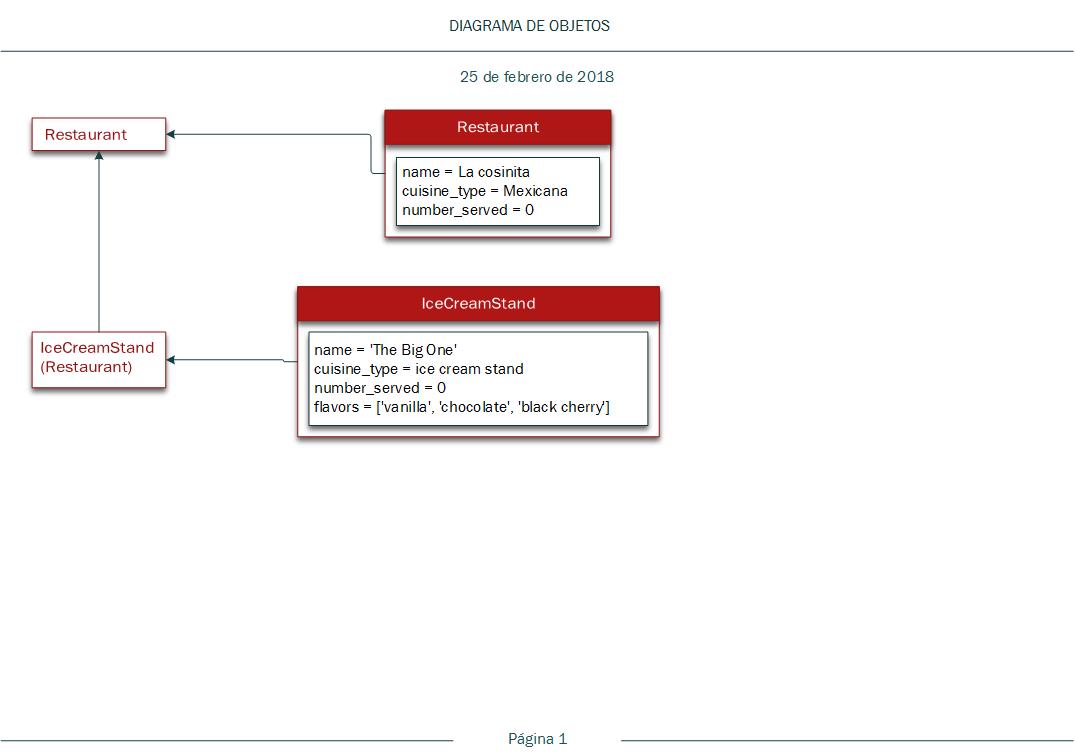 DIAGRAMA DE OBJETOS
25 de febrero de 2018
Restaurant
Restaurant
name = La cosinita
cuisine_type = Mexicana
number_served = 0
IceCreamStand
(Restaurant)
IceCreamStand
name = 'The Big One'
cuisine_type = ice cream stand
number_served = 0
flavors = ['vanilla', 'chocolate', 'black cherry']
Página 1